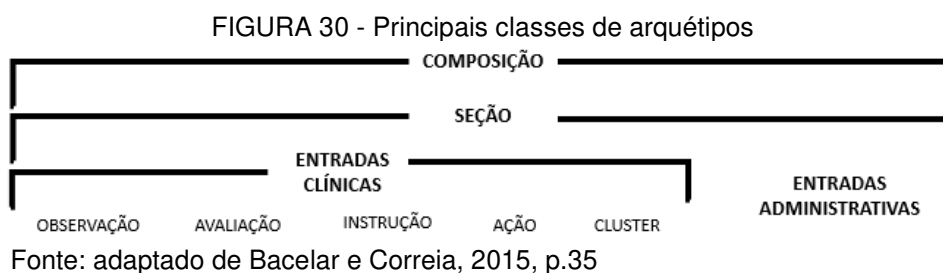 FIGURA 30 - Principais classes de arquétipos
COMPOSIÇÃO
SEÇÃO
ENTRADAS
CLÍNICAS
ENTRADAS
ADMINISTRATIVAS
OBSERVAÇÃO AVALIAÇÃO INSTRUÇÃO AÇÃO CLUSTER
Fonte: adaptado de Bacelar e Correia, 2015, p.35